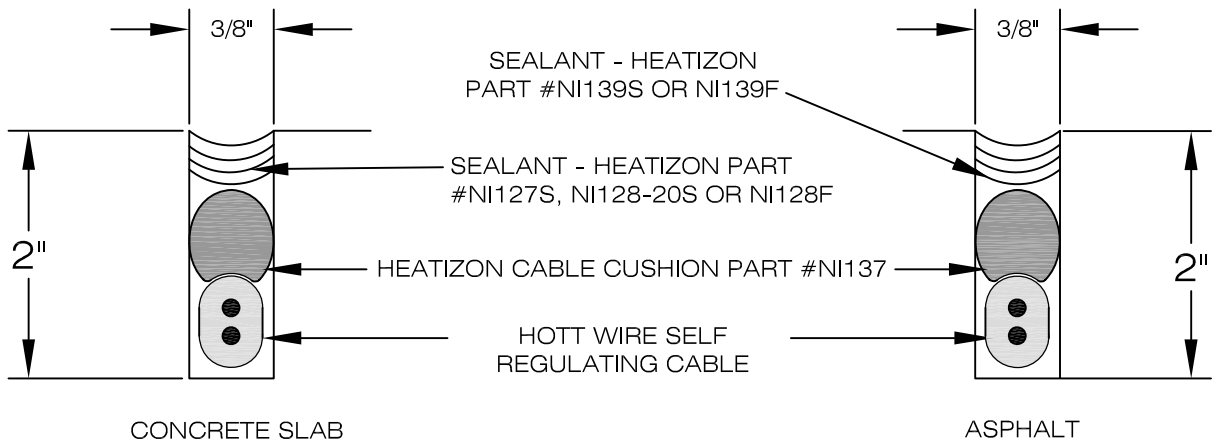 3/8"
3/8"
SEALANT - HEATIZON
PART #NI139S OR NI139F
SEALANT - HEATIZON PART
#NI127S, NI128-20S OR NI128F
2"
2"
HEATIZON CABLE CUSHION PART #NI137
HOTT WIRE SELF
REGULATING CABLE
CONCRETE SLAB
ASPHALT